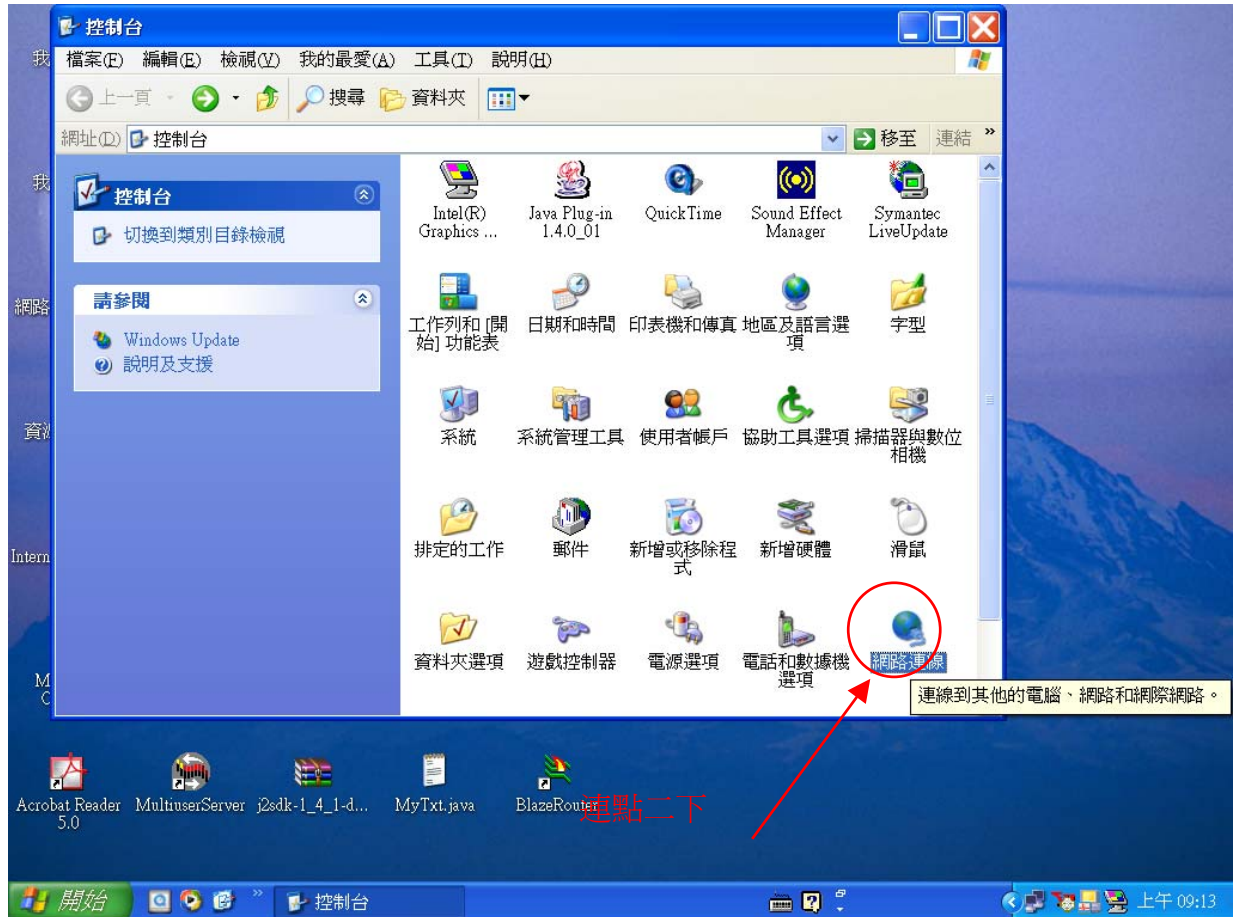 控制台
檔案(F) 編輯(E) 檢視(V) 我的最愛(A) 工具(T) 說明(H)
上一頁 搜尋 資料夾
網址(D) 控制台 移至 連結 »
控制台
切換到類別目錄檢視
請參閱
Windows Update
說明及支援
Intel(R) Graphics ...
Java Plug-in 1.4.0_01
QuickTime
Sound Effect Manager
Symantec LiveUpdate
工作列和 [開始] 功能表
日期和時間
印表機和傳真
地區及語言選項
字型
系統
系統管理工具
使用者帳戶
協助工具選項
掃描器與數位相機
排定的工作
郵件
新增或移除程式
新增硬體
滑鼠
資料夾選項
遊戲控制器
電源選項
電話和數據機選項
網路連線
連線到其他的電腦、網路和網際網路。
我
我
網路
資
Intern
M
C
Acrobat Reader 5.0
MultiuserServer
j2sdk-1_4_1-d...
MyTxt.java
BlazeRouter
連點二下
開始 » 控制台 上午 09:13